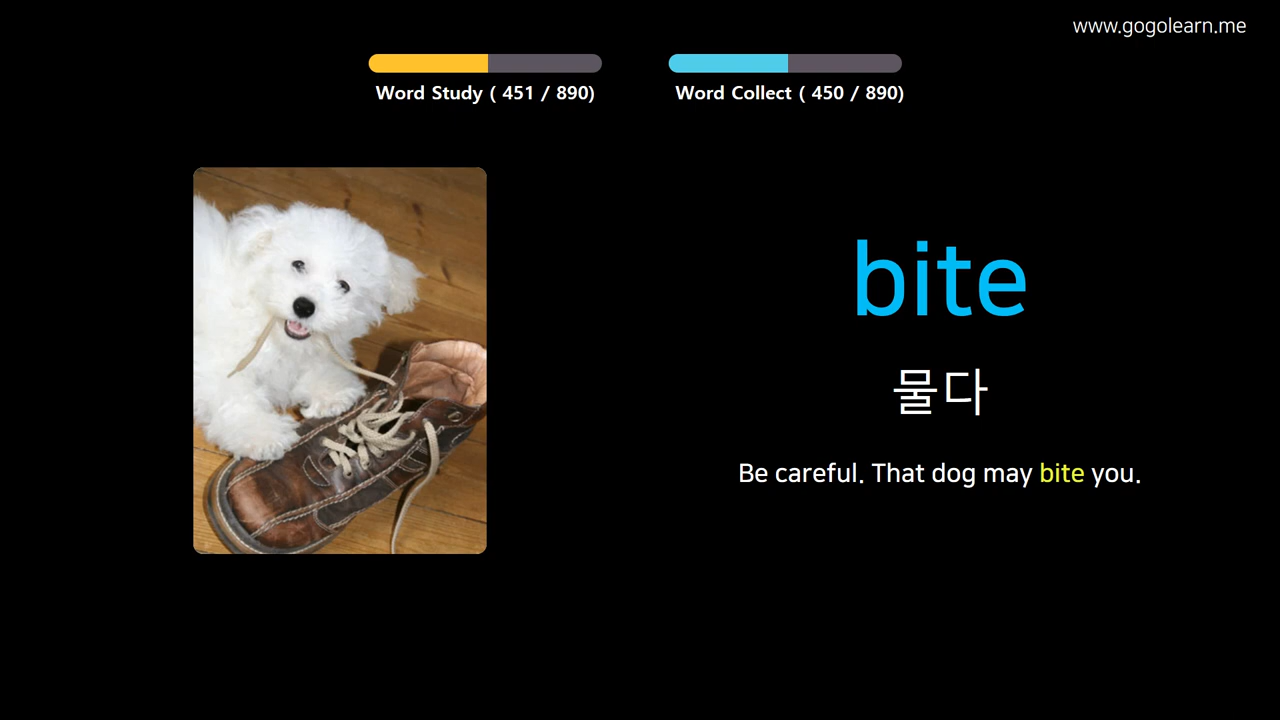 www.gogolearn.me
Word Study ( 451 / 890)
Word Collect ( 450 / 890)
bite
물다
Be careful. That dog may bite you.